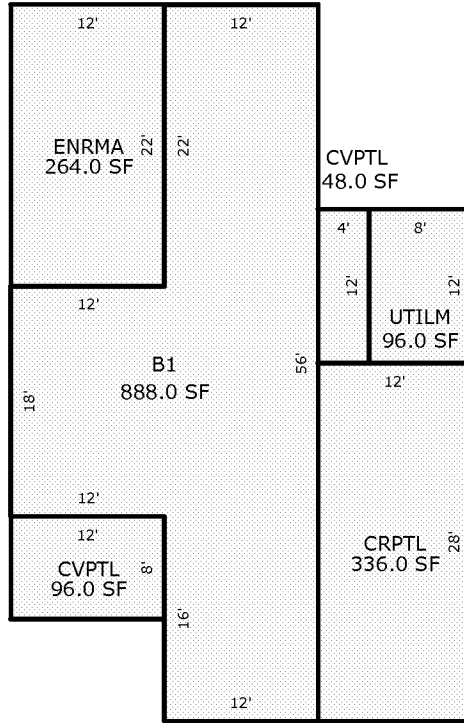 12'
12'
ENRMA
264.0 SF
22'
22'
CVPTL
48.0 SF
4'
8'
12'
12'
UTILM
96.0 SF
12'
B1
888.0 SF
56'
12'
18'
12'
12'
CVPTL
96.0 SF
8'
CRPTL
336.0 SF
28'
16'
12'